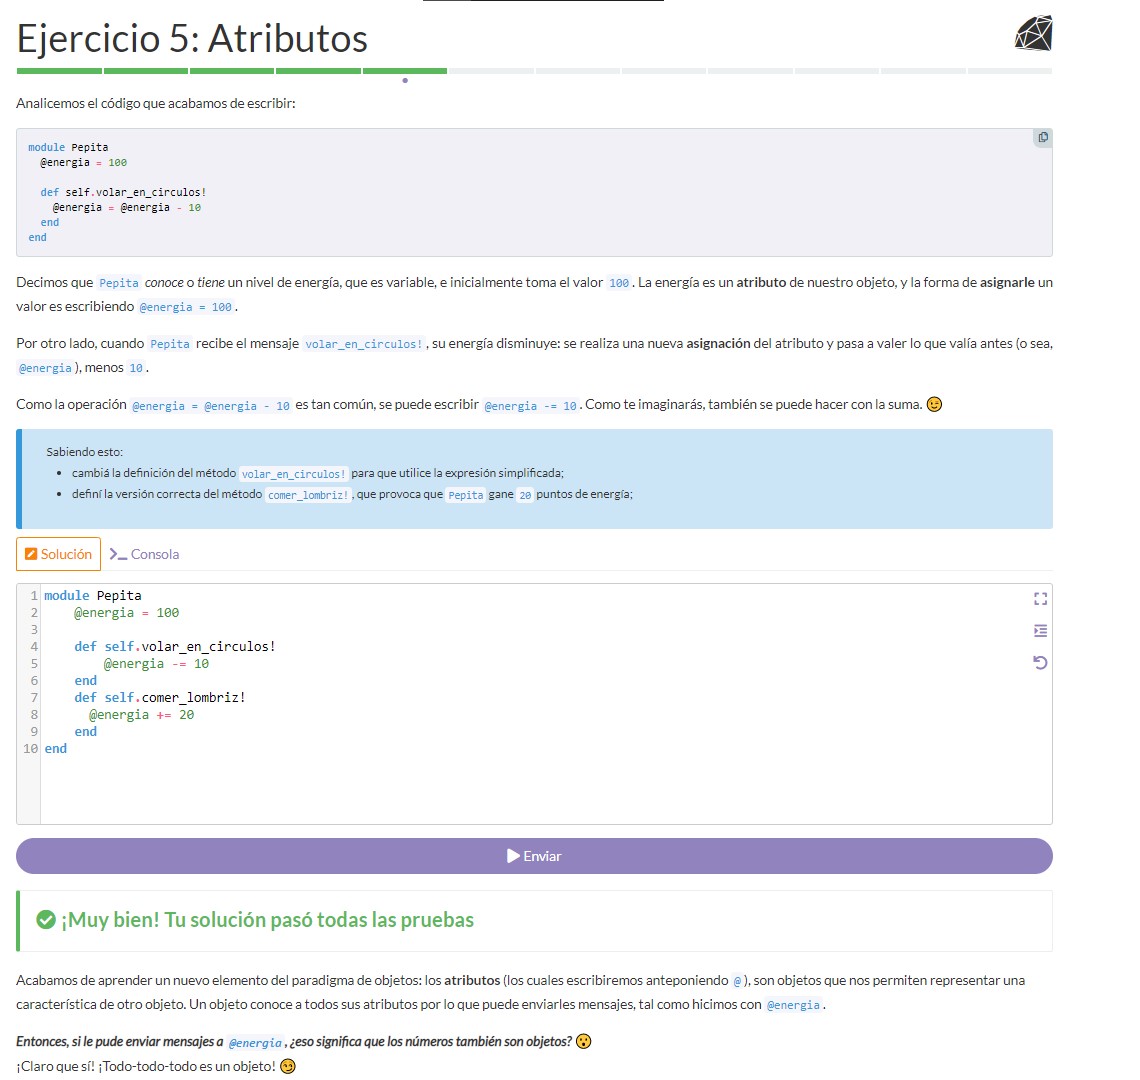 Ejercicio 5: Atributos
Analicemos el código que acabamos de escribir:
module Pepita
@energia = 100
def self.volar_en_circulos!
@energia = @energia - 10
end
end
Decimos que Pepita conoce o tiene un nivel de energía, que es variable, e inicialmente toma el valor 100. La energía es un atributo de nuestro objeto, y la forma de asignarle un
valor es escribiendo @energia = 100.
Por otro lado, cuando Pepita recibe el mensaje volar_en_circulos!, su energía disminuye: se realiza una nueva asignación del atributo y pasa a valer lo que valía antes (o sea,
@energia), menos 10.
Como la operación @energia = @energia - 10 es tan común, se puede escribir @energia -= 10. Como te imaginarás, también se puede hacer con la suma. 😉
Sabiendo esto:
• cambiá la definición del método volar_en_circulos! para que utilice la expresión simplificada;
• definí la versión correcta del método comer_lombriz!, que provoca que Pepita gane 20 puntos de energía;
Solución >_ Consola
1 module Pepita
2 @energia = 100
3
4 def self.volar_en_circulos!
5 @energia -= 10
6 end
7 def self.comer_lombriz!
8 @energia += 20
9 end
10 end
Enviar
¡Muy bien! Tu solución pasó todas las pruebas
Acabamos de aprender un nuevo elemento del paradigma de objetos: los atributos (los cuales escribiremos anteponiendo @), son objetos que nos permiten representar una
característica de otro objeto. Un objeto conoce a todos sus atributos por lo que puede enviarles mensajes, tal como hicimos con @energia.
Entonces, si le pude enviar mensajes a @energia, ¿eso significa que los números también son objetos? 😮
¡Claro que sí! ¡Todo-todo-todo es un objeto! 😏